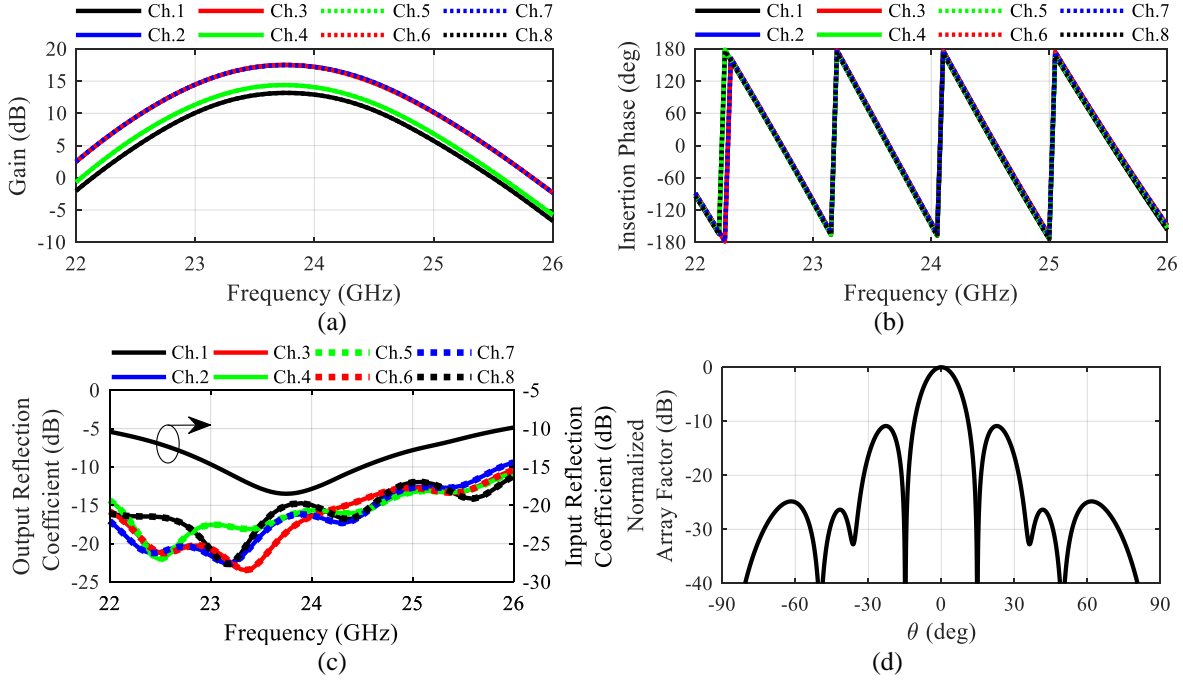 Ch.1 Ch.3 Ch.5 Ch.7
Ch.2 Ch.4 Ch.6 Ch.8
20
15
10
5
0
-5
-10
Gain (dB)
22 23 24 25 26
Frequency (GHz)
(a)
Ch.1 Ch.3 Ch.5 Ch.7
Ch.2 Ch.4 Ch.6 Ch.8
180
120
60
0
-60
-120
-180
Insertion Phase (deg)
22 23 24 25 26
Frequency (GHz)
(b)
Ch.1 Ch.3 Ch.5 Ch.7
Ch.2 Ch.4 Ch.6 Ch.8
0
-5
-10
-15
-20
-25
Output Reflection
Coefficient (dB)
-5
-10
-15
-20
-25
-30
Input Reflection
Coefficient (dB)
22 23 24 25 26
Frequency (GHz)
(c)
0
-10
-20
-30
-40
Normalized
Array Factor (dB)
-90 -60 -30 0 30 60 90
θ (deg)
(d)